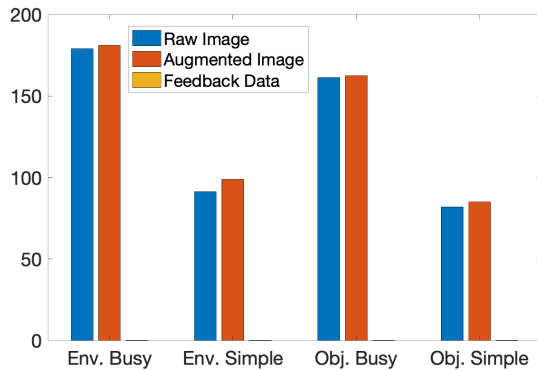 200
150
100
50
0
Raw Image
Augmented Image
Feedback Data
Env. Busy Env. Simple Obj. Busy Obj. Simple